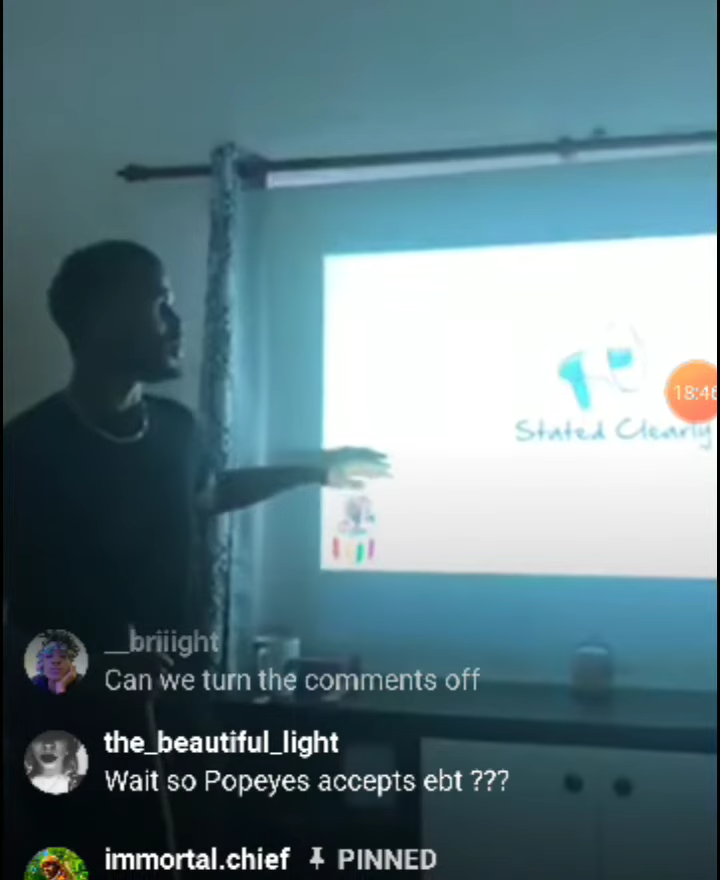 18:46
Stated Clearly
__briiight
Can we turn the comments off
the_beautiful_light
Wait so Popeyes accepts ebt ???
immortal.chief PINNED